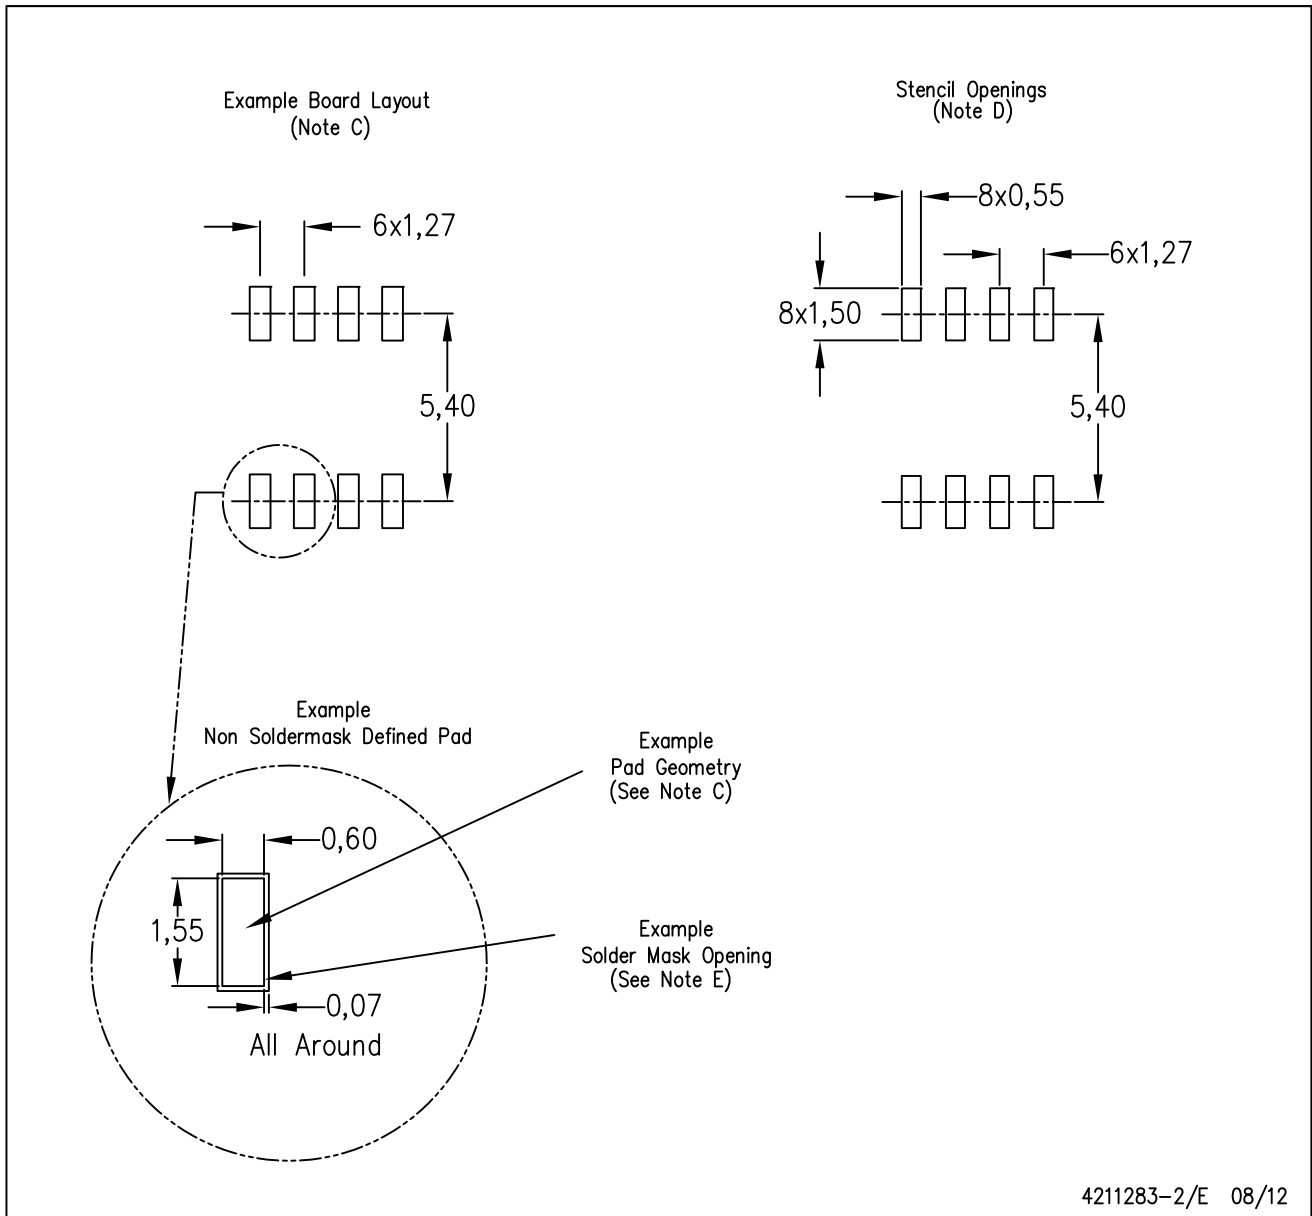 Example Board Layout
(Note C)
6x1,27
5,40
Stencil Openings
(Note D)
8x0,55
6x1,27
8x1,50
5,40
Example
Non Soldermask Defined Pad
Example
Pad Geometry
(See Note C)
0,60
1,55
Example
Solder Mask Opening
(See Note E)
0,07
All Around
4211283-2/E 08/12